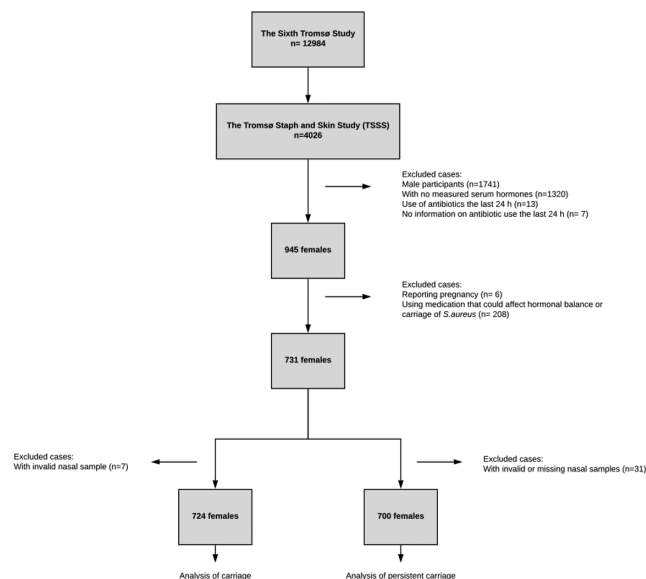 The Sixth Tromsø Study
n= 12984
The Tromsø Staph and Skin Study (TSSS)
n=4026
Excluded cases:
Male participants (n=1741)
With no measured serum hormones (n=1320)
Use of antibiotics the last 24 h (n=13)
No information on antibiotic use the last 24 h (n= 7)
945 females
Excluded cases:
Reporting pregnancy (n= 6)
Using medication that could affect hormonal balance or
carriage of S.aureus (n= 208)
731 females
Excluded cases:
With invalid nasal sample (n=7)
Excluded cases:
With invalid or missing nasal samples (n=31)
724 females
700 females
Analysis of carriage
Analysis of persistent carriage